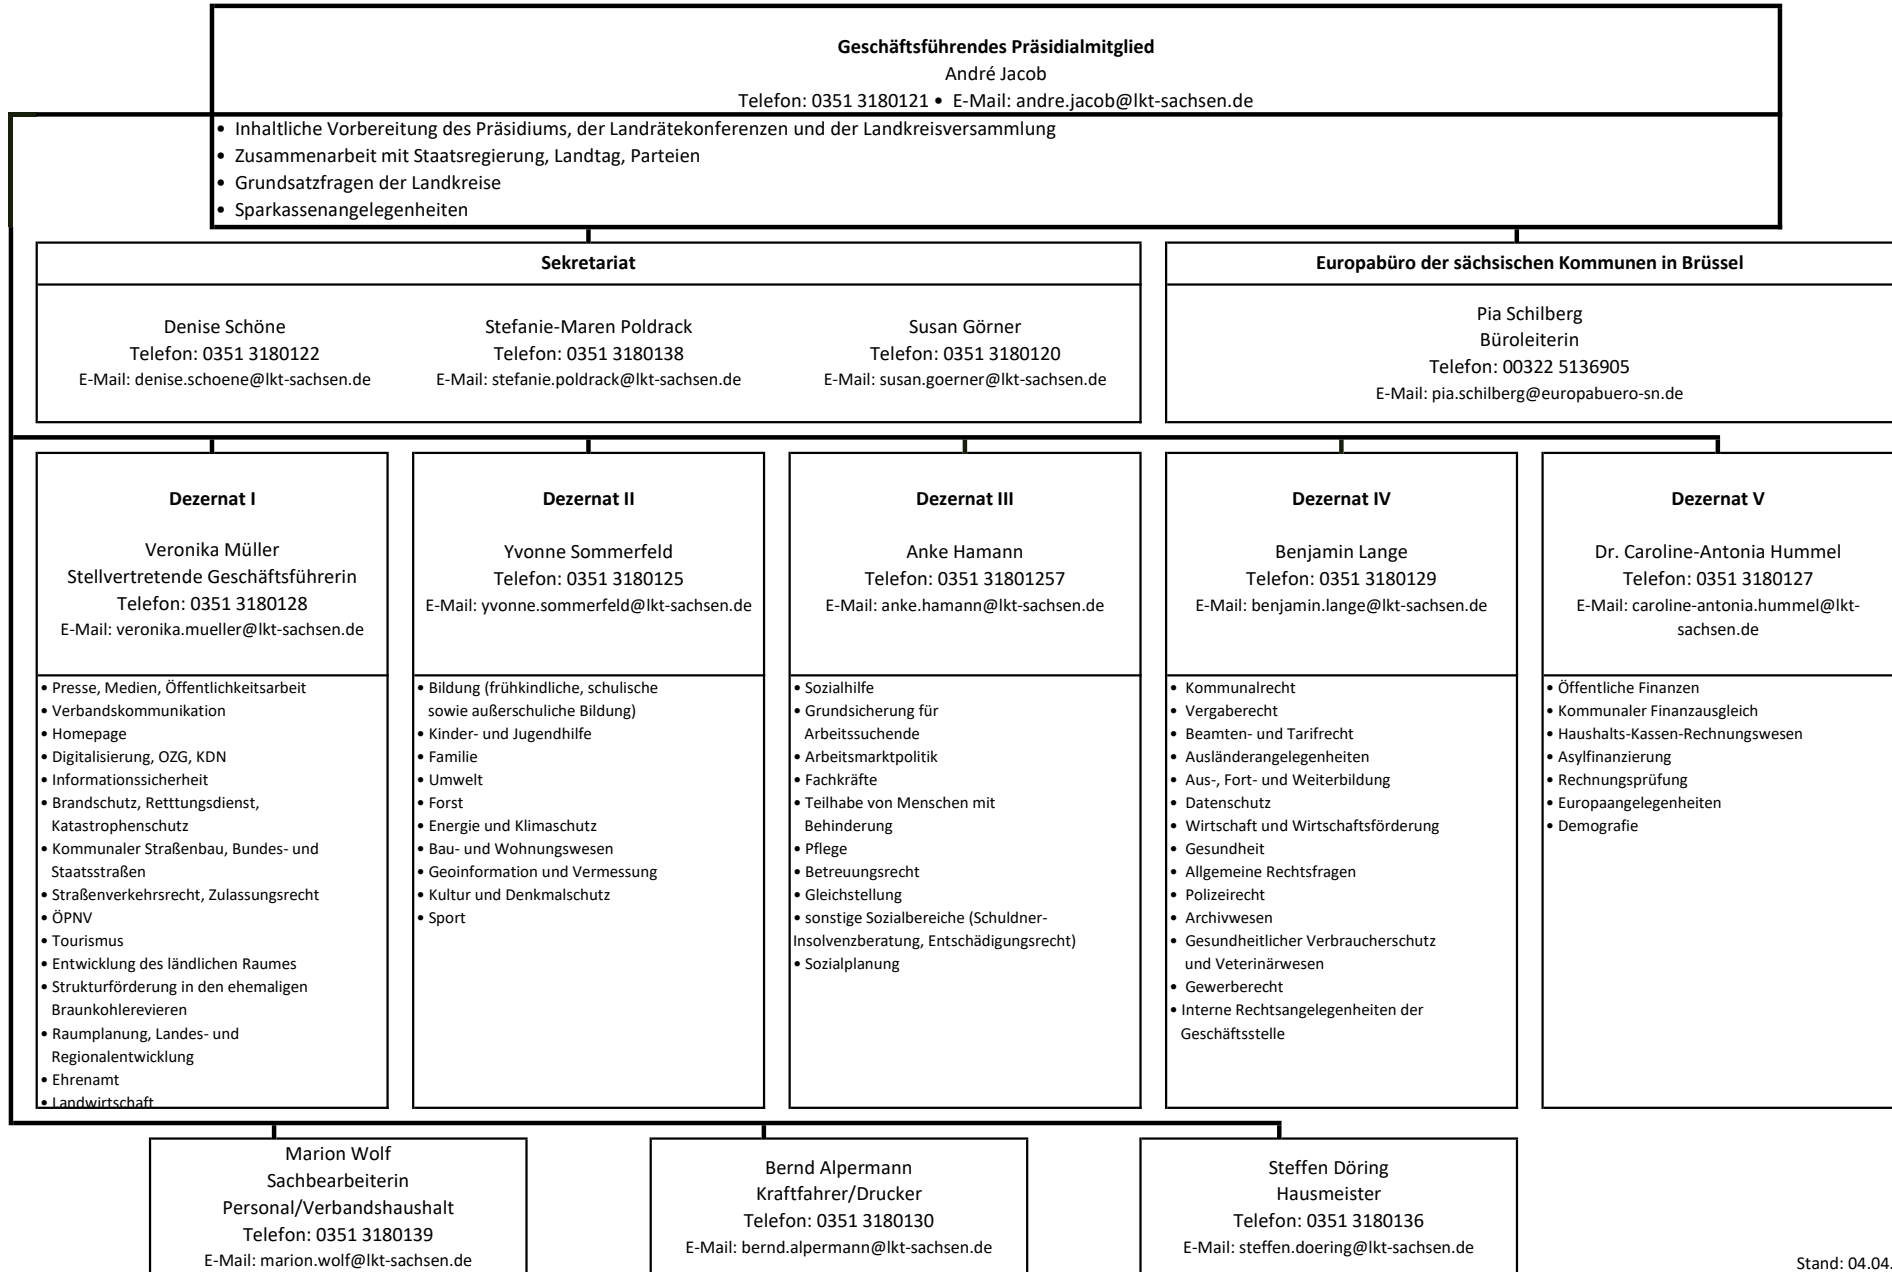 Geschäftsführendes Präsidialmitglied
André Jacob
Telefon: 0351 3180121 • E-Mail: andre.jacob@lkt-sachsen.de
• Inhaltliche Vorbereitung des Präsidiums, der Landrätekonferenzen und der Landkreisversammlung
• Zusammenarbeit mit Staatsregierung, Landtag, Parteien
• Grundsatzfragen der Landkreise
• Sparkassenangelegenheiten
Sekretariat
Denise Schöne
Telefon: 0351 3180122
E-Mail: denise.schoene@lkt-sachsen.de
Stefanie-Maren Poldrack
Telefon: 0351 3180138
E-Mail: stefanie.poldrack@lkt-sachsen.de
Susan Görner
Telefon: 0351 3180120
E-Mail: susan.goerner@lkt-sachsen.de
Europabüro der sächsischen Kommunen in Brüssel
Pia Schilberg
Büroleiterin
Telefon: 00322 5136905
E-Mail: pia.schilberg@europabuero-sn.de
Dezernat I
Veronika Müller
Stellvertretende Geschäftsführerin
Telefon: 0351 3180128
E-Mail: veronika.mueller@lkt-sachsen.de
• Presse, Medien, Öffentlichkeitsarbeit
• Verbandskommunikation
• Homepage
• Digitalisierung, OZG, KDN
• Informationssicherheit
• Brandschutz, Retttungsdienst,
Katastrophenschutz
• Kommunaler Straßenbau, Bundes- und
Staatsstraßen
• Straßenverkehrsrecht, Zulassungsrecht
• ÖPNV
• Tourismus
• Entwicklung des ländlichen Raumes
• Strukturförderung in den ehemaligen
Braunkohlerevieren
• Raumplanung, Landes- und
Regionalentwicklung
• Ehrenamt
• Landwirtschaft
Dezernat II
Yvonne Sommerfeld
Telefon: 0351 3180125
E-Mail: yvonne.sommerfeld@lkt-sachsen.de
• Bildung (frühkindliche, schulische
sowie außerschuliche Bildung)
• Kinder- und Jugendhilfe
• Familie
• Umwelt
• Forst
• Energie und Klimaschutz
• Bau- und Wohnungswesen
• Geoinformation und Vermessung
• Kultur und Denkmalschutz
• Sport
Dezernat III
Anke Hamann
Telefon: 0351 31801257
E-Mail: anke.hamann@lkt-sachsen.de
• Sozialhilfe
• Grundsicherung für
Arbeitssuchende
• Arbeitsmarktpolitik
• Fachkräfte
• Teilhabe von Menschen mit
Behinderung
• Pflege
• Betreuungsrecht
• Gleichstellung
• sonstige Sozialbereiche (Schuldner-
Insolvenzberatung, Entschädigungsrecht)
• Sozialplanung
Dezernat IV
Benjamin Lange
Telefon: 0351 3180129
E-Mail: benjamin.lange@lkt-sachsen.de
• Kommunalrecht
• Vergaberecht
• Beamten- und Tarifrecht
• Ausländerangelegenheiten
• Aus-, Fort- und Weiterbildung
• Datenschutz
• Wirtschaft und Wirtschaftsförderung
• Gesundheit
• Allgemeine Rechtsfragen
• Polizeirecht
• Archivwesen
• Gesundheitlicher Verbraucherschutz
und Veterinärwesen
• Gewerberecht
• Interne Rechtsangelegenheiten der
Geschäftsstelle
Dezernat V
Dr. Caroline-Antonia Hummel
Telefon: 0351 3180127
E-Mail: caroline-antonia.hummel@lkt-
sachsen.de
• Öffentliche Finanzen
• Kommunaler Finanzausgleich
• Haushalts-Kassen-Rechnungswesen
• Asylfinanzierung
• Rechnungsprüfung
• Europaangelegenheiten
• Demografie
Marion Wolf
Sachbearbeiterin
Personal/Verbandshaushalt
Telefon: 0351 3180139
E-Mail: marion.wolf@lkt-sachsen.de
Bernd Alpermann
Kraftfahrer/Drucker
Telefon: 0351 3180130
E-Mail: bernd.alpermann@lkt-sachsen.de
Steffen Döring
Hausmeister
Telefon: 0351 3180136
E-Mail: steffen.doering@lkt-sachsen.de
Stand: 04.04.